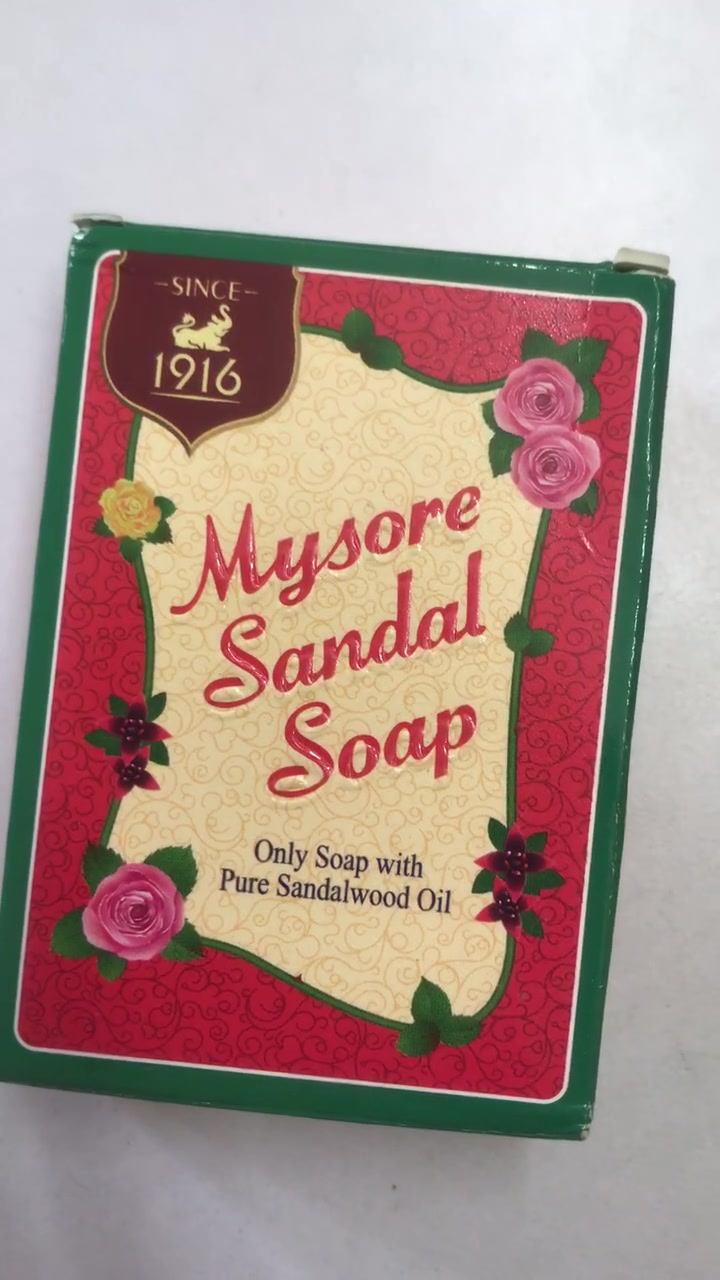 -SINCE-
1916
Mysore
Sandal
Soap
Only Soap with
Pure Sandalwood Oil